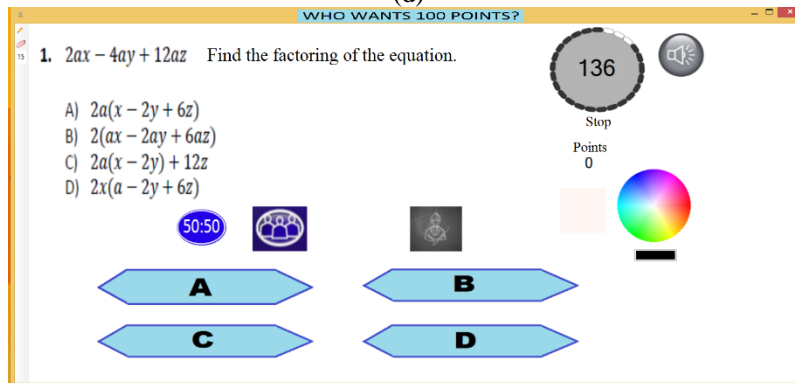 WHO WANTS 100 POINTS?
15
1. 2ax – 4ay + 12az Find the factoring of the equation.
136
A) 2a(x – 2y + 6z)
B) 2(ax – 2ay + 6az)
C) 2a(x – 2y) + 12z
D) 2x(a – 2y + 6z)
Stop
Points
0
50:50
A
B
C
D